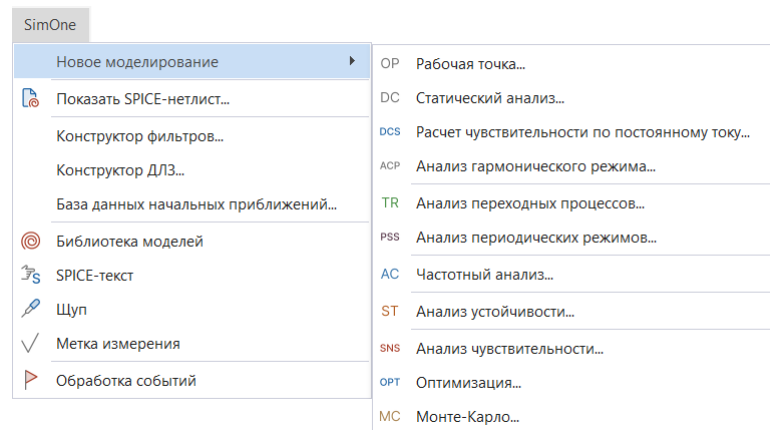 SimOne
Новое моделирование
Показать SPICE-нетлист...
Конструктор фильтров...
Конструктор ДЛЗ...
База данных начальных приближений...
Библиотека моделей
SPICE-текст
Щуп
Метка измерения
Обработка событий
OP Рабочая точка...
DC Статический анализ...
DCS Расчет чувствительности по постоянному току...
ACP Анализ гармонического режима...
TR Анализ переходных процессов...
PSS Анализ периодических режимов...
AC Частотный анализ...
ST Анализ устойчивости...
SNS Анализ чувствительности...
OPT Оптимизация...
MC Монте-Карло...